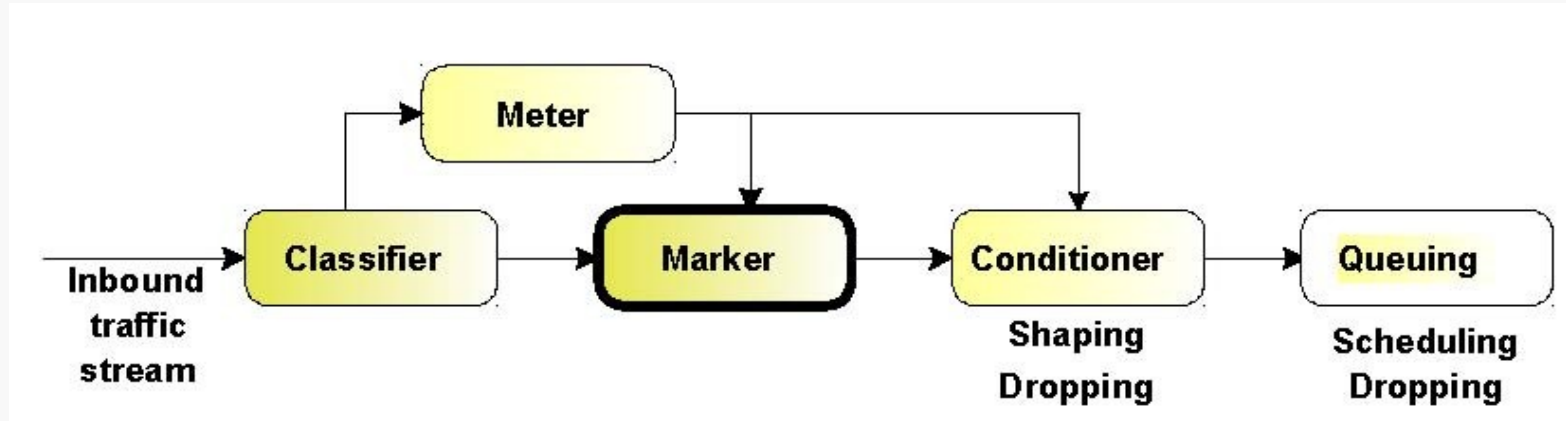 Meter
Classifier
Marker
Conditioner
Queuing
Inbound
traffic
stream
Shaping
Dropping
Scheduling
Dropping